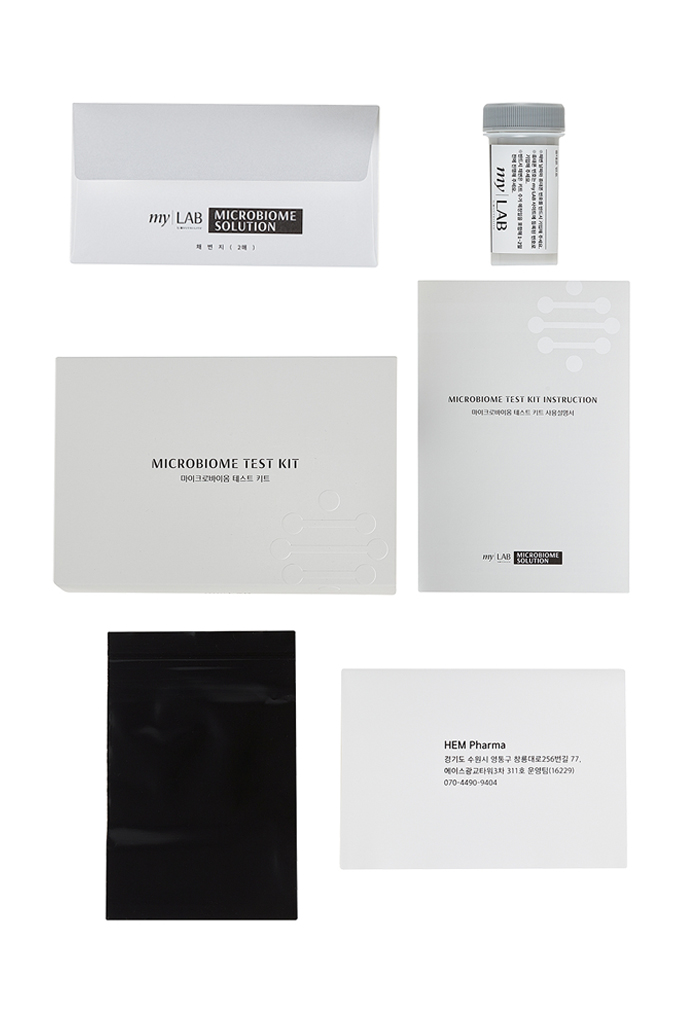 my LAB MICROBIOME
SOLUTION
채 변 지 ( 2매 )
my LAB
MICROBIOME TEST KIT INSTRUCTION
마이크로바이옴 테스트 키트 사용설명서
my LAB MICROBIOME
SOLUTION
MICROBIOME TEST KIT
마이크로바이옴 테스트 키트
HEM Pharma
경기도 수원시 영통구 창룡대로256번길 77,
에이스광교타워3차 311호 운영팀(16229)
070-4490-9404